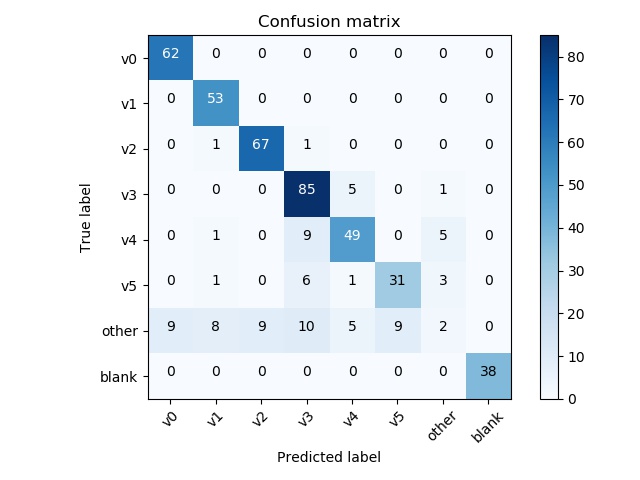 Confusion matrix
v0 62 0 0 0 0 0 0 0
v1 0 53 0 0 0 0 0 0
v2 0 1 67 1 0 0 0 0
v3 0 0 0 85 5 0 1 0
v4 0 1 0 9 49 0 5 0
v5 0 1 0 6 1 31 3 0
other 9 8 9 10 5 9 2 0
blank 0 0 0 0 0 0 0 38
v0 v1 v2 v3 v4 v5 other blank
True label
Predicted label
80
70
60
50
40
30
20
10
0